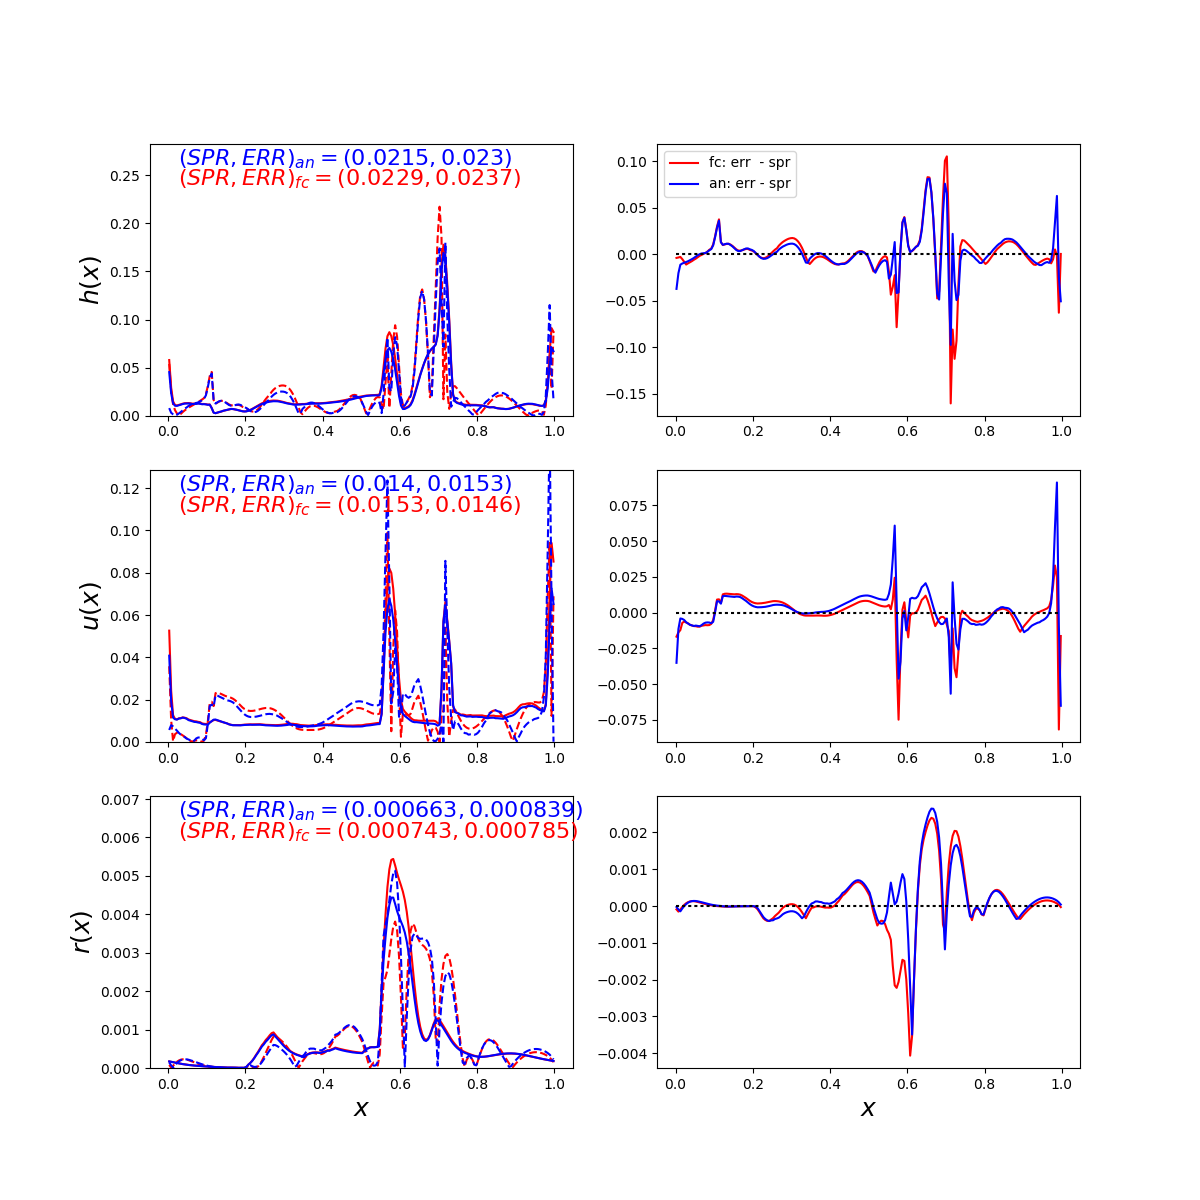 (SPR, ERR)an = (0.0215, 0.023)
(SPR, ERR)fc = (0.0229, 0.0237)
h(x)
0.25
0.20
0.15
0.10
0.05
0.00
0.0 0.2 0.4 0.6 0.8 1.0
fc: err - spr
an: err - spr
0.10
0.05
0.00
−0.05
−0.10
−0.15
0.0 0.2 0.4 0.6 0.8 1.0
(SPR, ERR)an = (0.014, 0.0153)
(SPR, ERR)fc = (0.0153, 0.0146)
u(x)
0.12
0.10
0.08
0.06
0.04
0.02
0.00
0.0 0.2 0.4 0.6 0.8 1.0
0.075
0.050
0.025
0.000
−0.025
−0.050
−0.075
0.0 0.2 0.4 0.6 0.8 1.0
(SPR, ERR)an = (0.000663, 0.000839)
(SPR, ERR)fc = (0.000743, 0.000785)
r(x)
0.007
0.006
0.005
0.004
0.003
0.002
0.001
0.000
0.0 0.2 0.4 0.6 0.8 1.0
x
0.002
0.001
0.000
−0.001
−0.002
−0.003
−0.004
0.0 0.2 0.4 0.6 0.8 1.0
x